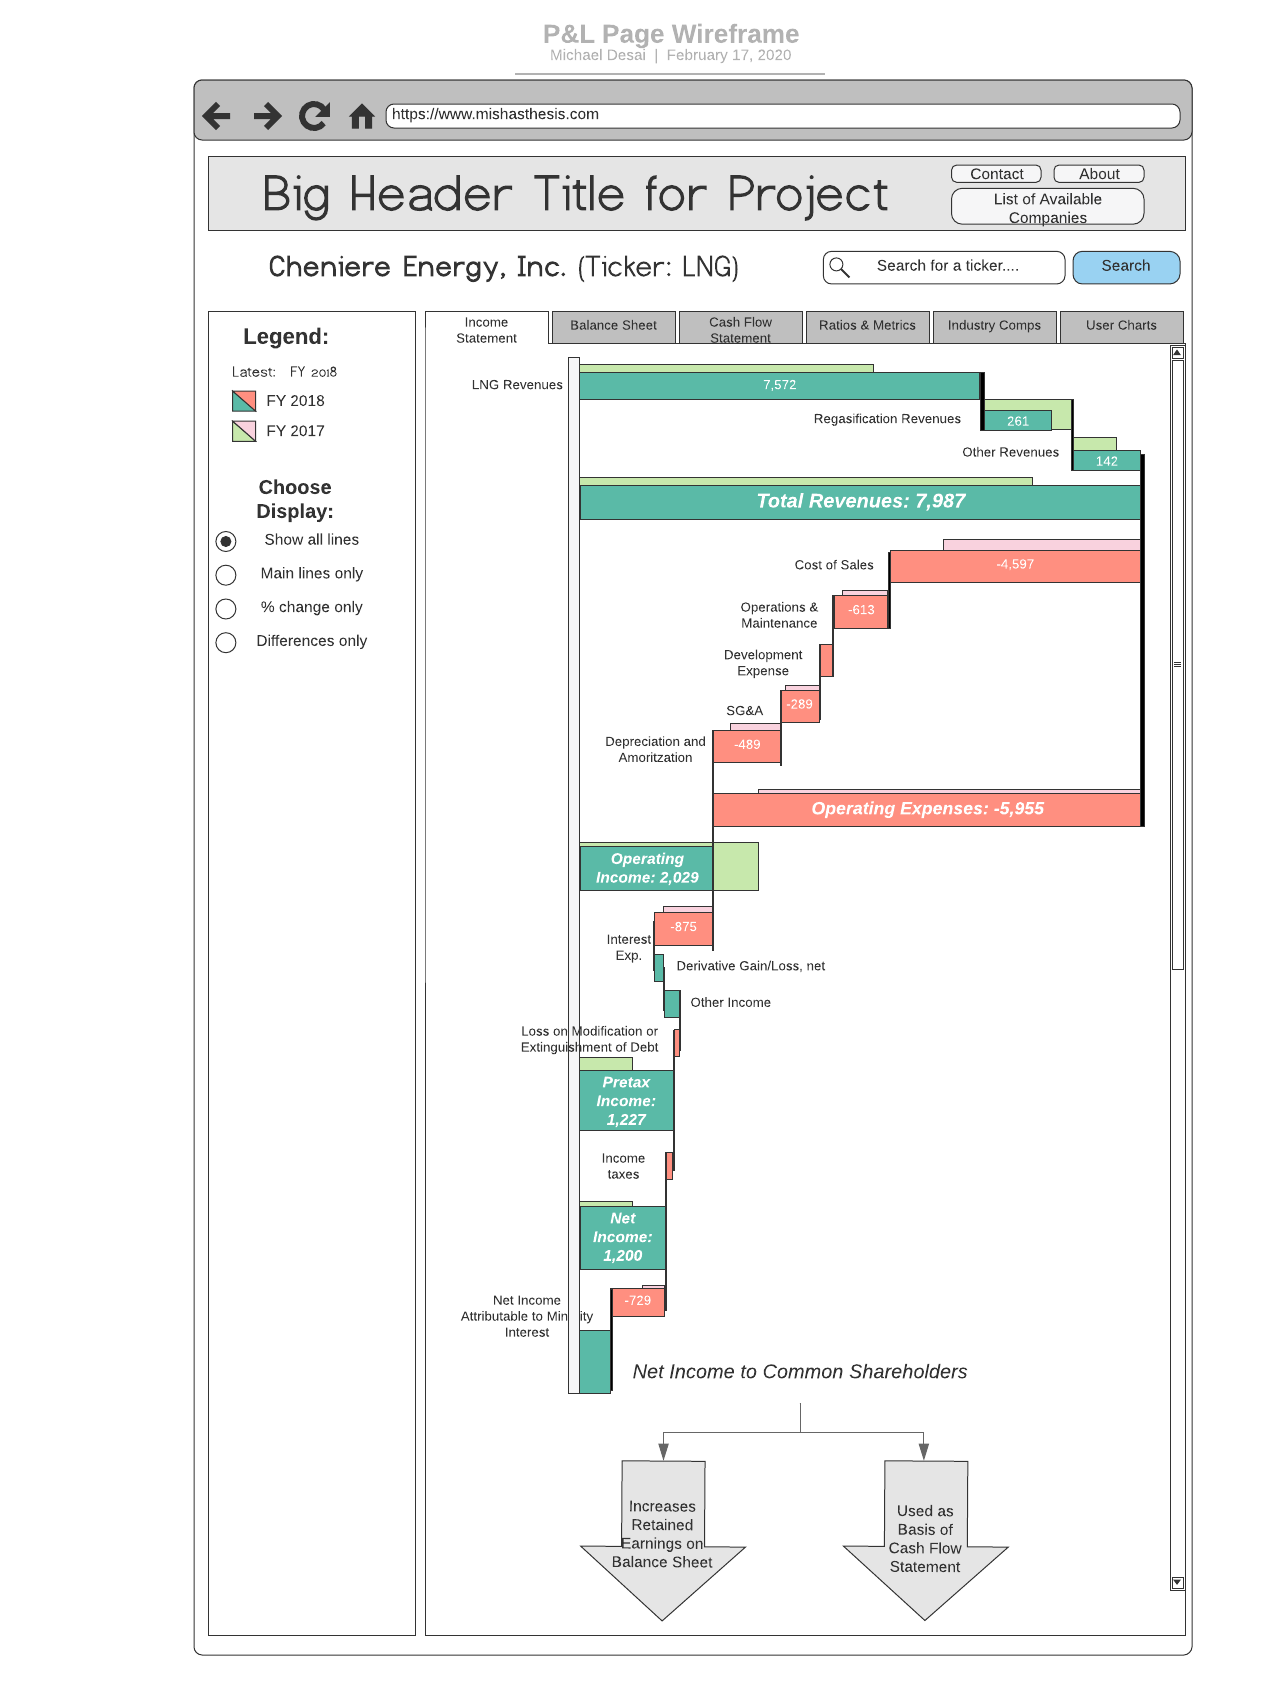 P&L Page Wireframe
Michael Desai | February 17, 2020
https://www.mishasthesis.com
Big Header Title for Project
Contact
About
List of Available
Companies
Cheniere Energy, Inc. (Ticker: LNG)
Search for a ticker....
Search
Legend:
Latest: FY 2018
FY 2018
FY 2017
Choose
Display:
Show all lines
Main lines only
% change only
Differences only
Income
Statement
Balance Sheet
Cash Flow
Statement
Ratios & Metrics
Industry Comps
User Charts
LNG Revenues
7,572
Regasification Revenues
261
Other Revenues
142
Total Revenues: 7,987
Cost of Sales
-4,597
Operations &
Maintenance
-613
Development
Expense
SG&A
-289
Depreciation and
Amoritzation
-489
Operating Expenses: -5,955
Operating
Income: 2,029
Interest
Exp.
-875
Derivative Gain/Loss, net
Other Income
Loss on Modification or
Extinguishment of Debt
Pretax
Income:
1,227
Income
taxes
Net
Income:
1,200
Net Income
Attributable to Minority
Interest
-729
Net Income to Common Shareholders
Increases
Retained
Earnings on
Balance Sheet
Used as
Basis of
Cash Flow
Statement